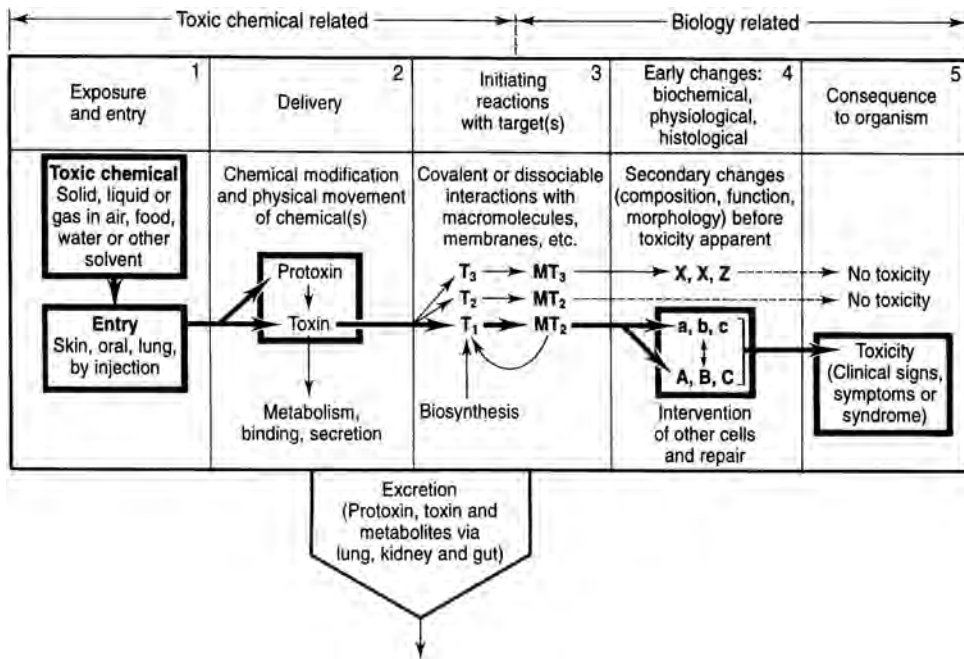 Toxic chemical related
Biology related
1
Exposure
and entry
2
Delivery
3
Initiating
reactions
with target(s)
4
Early changes:
biochemical,
physiological,
histological
5
Consequence
to organism
Toxic chemical
Solid, liquid or
gas in air, food,
water or other
solvent
Entry
Skin, oral, lung,
by injection
Chemical modification
and physical movement
of chemical(s)
Protoxin
Toxin
Metabolism,
binding, secretion
Covalent or dissociable
interactions with
macromolecules,
membranes, etc.
T₃ MT₃
T₂ MT₂
T₁ MT₂
Biosynthesis
Secondary changes
(composition, function,
morphology) before
toxicity apparent
X, X, Z
a, b, c
A, B, C
Intervention
of other cells
and repair
No toxicity
No toxicity
Toxicity
(Clinical signs,
symptoms or
syndrome)
Excretion
(Protoxin, toxin and
metabolites via
lung, kidney and gut)